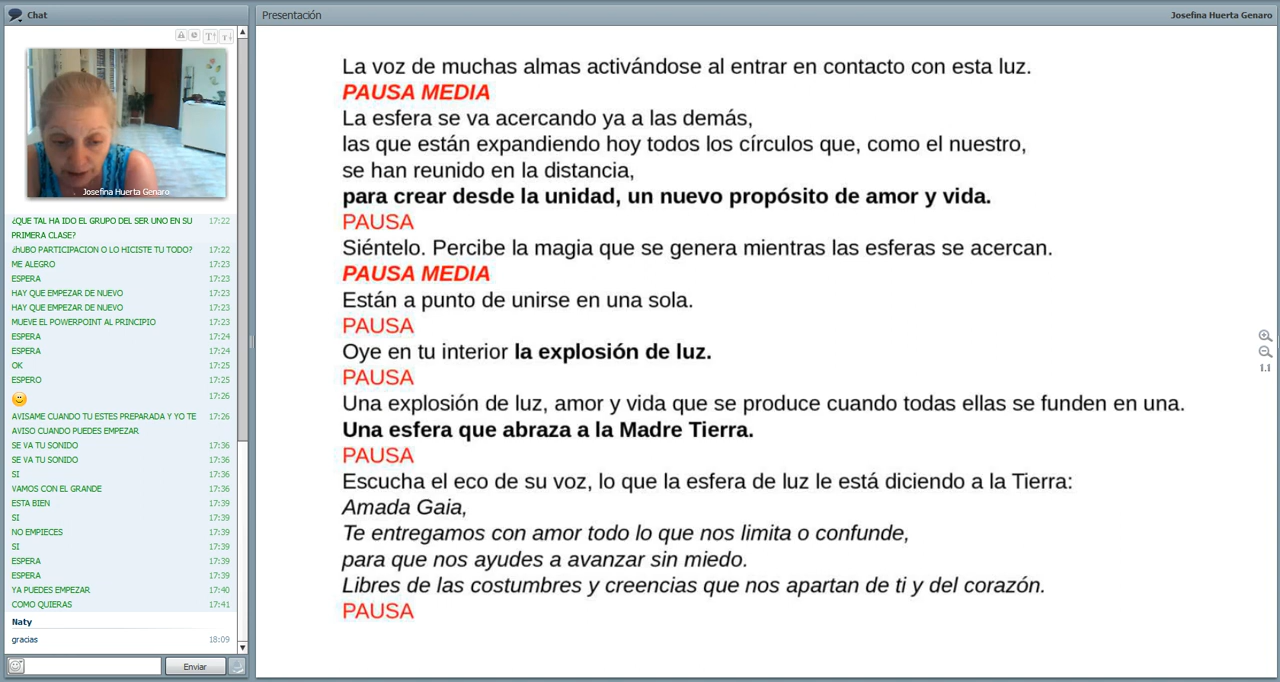 Chat
Josefina Huerta Genaro
¿QUE TAL HA IDO EL GRUPO DEL SER UNO EN SU 17:22
PRIMERA CLASE?
¿hUBO PARTICIPACION O LO HICISTE TU TODO? 17:22
ME ALEGRO 17:23
ESPERA 17:23
HAY QUE EMPEZAR DE NUEVO 17:23
HAY QUE EMPEZAR DE NUEVO 17:23
MUEVE EL POWERPOINT AL PRINCIPIO 17:23
ESPERA 17:24
ESPERA 17:24
OK 17:25
ESPERO 17:25
17:26
AVISAME CUANDO TU ESTES PREPARADA Y YO TE 17:26
AVISO CUANDO PUEDES EMPEZAR
SE VA TU SONIDO 17:36
SE VA TU SONIDO 17:36
SI 17:36
VAMOS CON EL GRANDE 17:36
ESTA BIEN 17:39
SI 17:39
NO EMPIECES 17:39
SI 17:39
ESPERA 17:39
ESPERA 17:39
YA PUEDES EMPEZAR 17:40
COMO QUIERAS 17:41
Naty
gracias 18:09
Enviar
Presentación
Josefina Huerta Genaro
La voz de muchas almas activándose al entrar en contacto con esta luz.
PAUSA MEDIA
La esfera se va acercando ya a las demás,
las que están expandiendo hoy todos los círculos que, como el nuestro,
se han reunido en la distancia,
para crear desde la unidad, un nuevo propósito de amor y vida.
PAUSA
Siéntelo. Percibe la magia que se genera mientras las esferas se acercan.
PAUSA MEDIA
Están a punto de unirse en una sola.
PAUSA
Oye en tu interior la explosión de luz.
PAUSA
Una explosión de luz, amor y vida que se produce cuando todas ellas se funden en una.
Una esfera que abraza a la Madre Tierra.
PAUSA
Escucha el eco de su voz, lo que la esfera de luz le está diciendo a la Tierra:
Amada Gaia,
Te entregamos con amor todo lo que nos limita o confunde,
para que nos ayudes a avanzar sin miedo.
Libres de las costumbres y creencias que nos apartan de ti y del corazón.
PAUSA
1.1